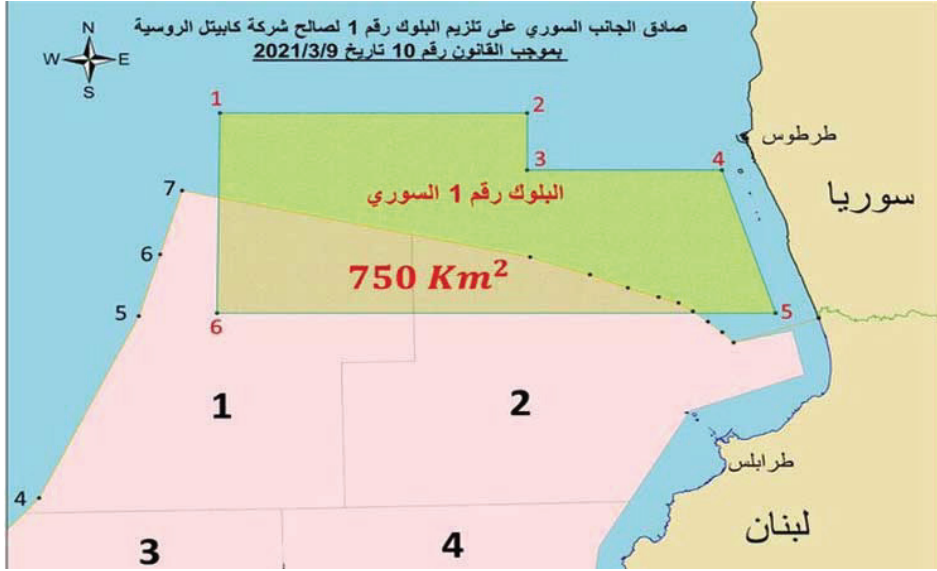 صادق الجانب السوري على تلزيم البلوك رقم 1 لصالح شركة كابيتل الروسية
بموجب القانون رقم 10 تاريخ 2021/3/9
N
W E
S
1
2
طرطوس
3
4
سوريا
7
البلوك رقم 1 السوري
6
750 Km²
5
6
5
1
2
طرابلس
4
لبنان
3
4